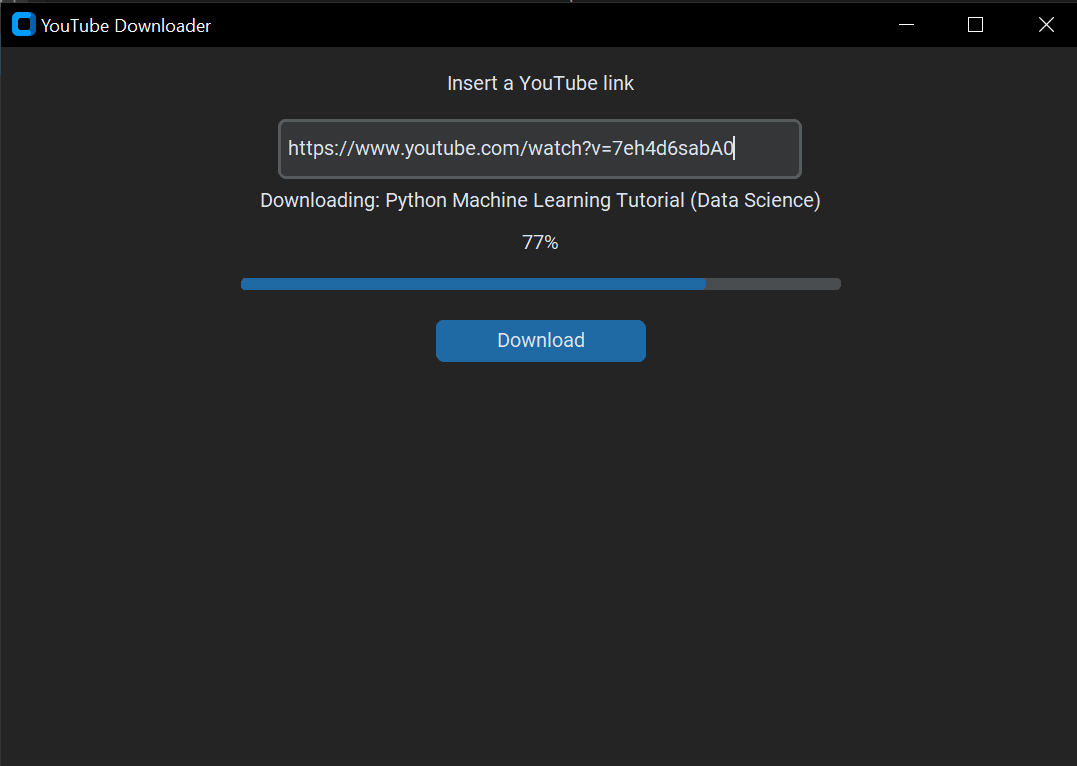 YouTube Downloader
Insert a YouTube link
https://www.youtube.com/watch?v=7eh4d6sabA0
Downloading: Python Machine Learning Tutorial (Data Science)
77%
Download